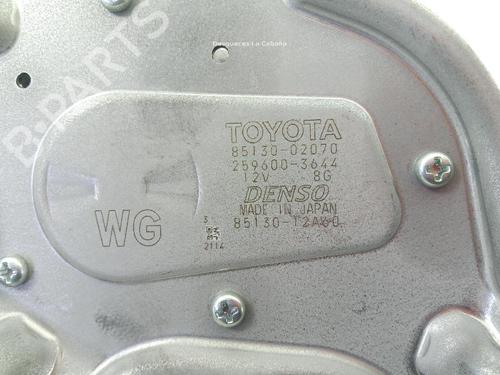 Desguaces La Cabaña
R-PARTS
TOYOTA
85130-02070
259600-3644
12V 8G
DENSO
MADE IN JAPAN
85130-12A60
WG
3
2114